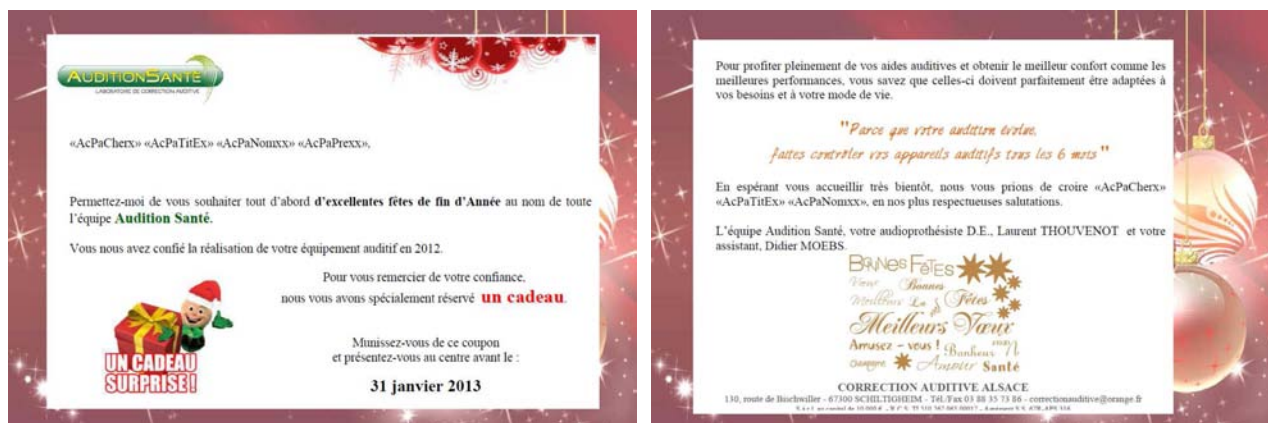 AUDITIONSANTÉ
LABORATOIRE DE CORRECTION AUDITIVE
«AcPaCherx» «AcPaTitEx» «AcPaNomxx» «AcPaPrexx»,
Permettez-moi de vous souhaiter tout d'abord d'excellentes fêtes de fin d'Année au nom de toute
l'équipe Audition Santé.
Vous nous avez confié la réalisation de votre équipement auditif en 2012.
Pour vous remercier de votre confiance,
nous vous avons spécialement réservé un cadeau.
UN CADEAU
SURPRISE !
Munissez-vous de ce coupon
et présentez-vous au centre avant le :
31 janvier 2013
Pour profiter pleinement de vos aides auditives et obtenir le meilleur confort comme les
meilleures performances, vous savez que celles-ci doivent parfaitement être adaptées à
vos besoins et à votre mode de vie.
"Parce que votre audition évolue,
faites contrôler vos appareils auditifs tous les 6 mois"
En espérant vous accueillir très bientôt, nous vous prions de croire «AcPaCherx»
«AcPaTitEx» «AcPaNomxx», en nos plus respectueuses salutations.
L'équipe Audition Santé, votre audioprothésiste D.E., Laurent THOUVENOT et votre
assistant, Didier MOEBS.
BONNES FÊTES
Bonnes
Meilleurs La Fêtes
Meilleurs Vœux
Amusez - vous ! Bonheur
Amour Santé
CORRECTION AUDITIVE ALSACE
130, route de Bischwiller - 67300 SCHILTIGHEIM - Tél./Fax 03 88 35 73 86 - correctionauditive@orange.fr